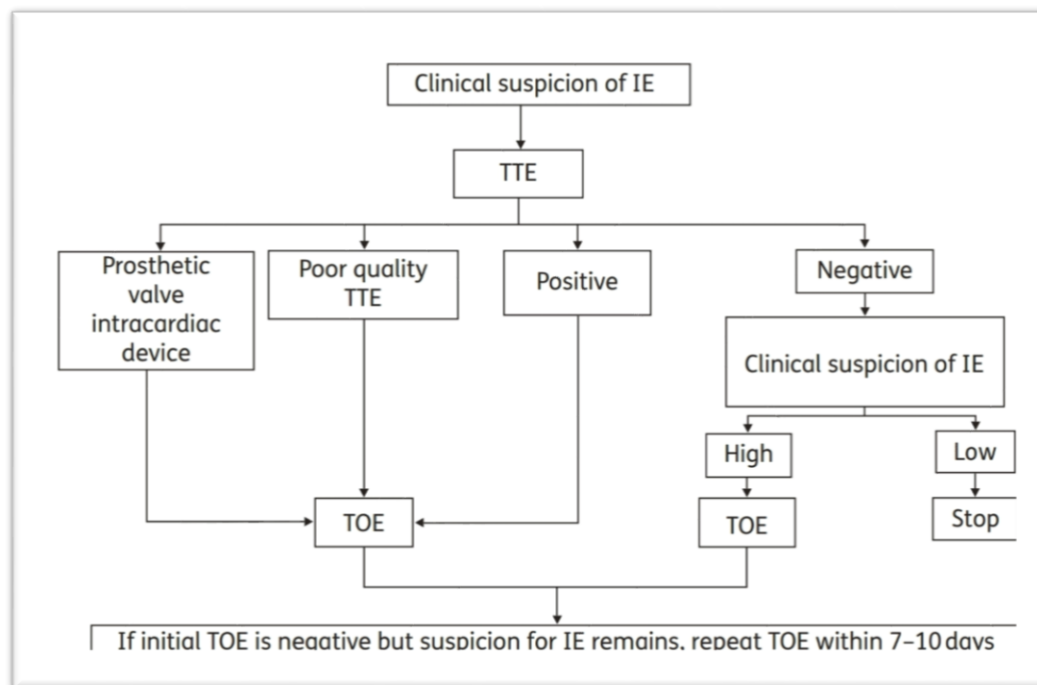 Clinical suspicion of IE
TTE
Prosthetic
valve
intracardiac
device
Poor quality
TTE
Positive
Negative
Clinical suspicion of IE
High
Low
TOE
TOE
Stop
If initial TOE is negative but suspicion for IE remains, repeat TOE within 7–10 days